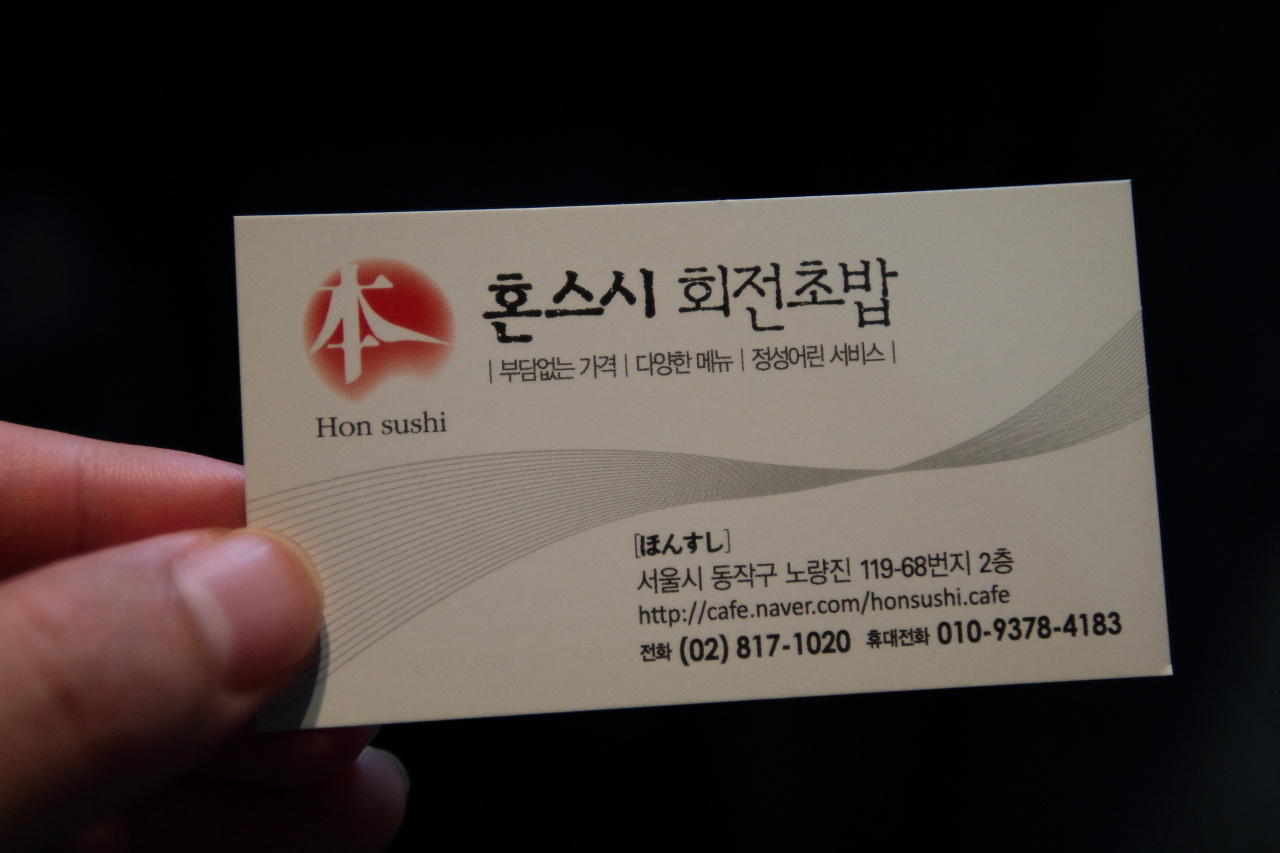 本
Hon sushi
혼스시 회전초밥
| 부담없는 가격 | 다양한 메뉴 | 정성어린 서비스 |
[ほんすし]
서울시 동작구 노량진 119-68번지 2층
http://cafe.naver.com/honsushi.cafe
전화 (02) 817-1020 휴대전화 010-9378-4183